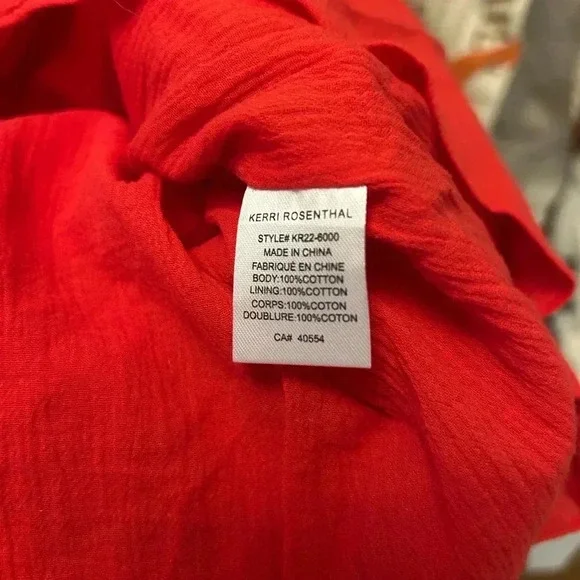 KERRI ROSENTHAL
STYLE# KR22-6000
MADE IN CHINA
FABRIQUÉ EN CHINE
BODY:100%COTTON
LINING:100%COTTON
CORPS:100%COTON
DOUBLURE:100%COTON
CA# 40554